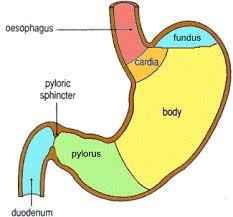 oesophagus
fundus
cardia
pyloric
sphincter
body
pylorus
duodenum